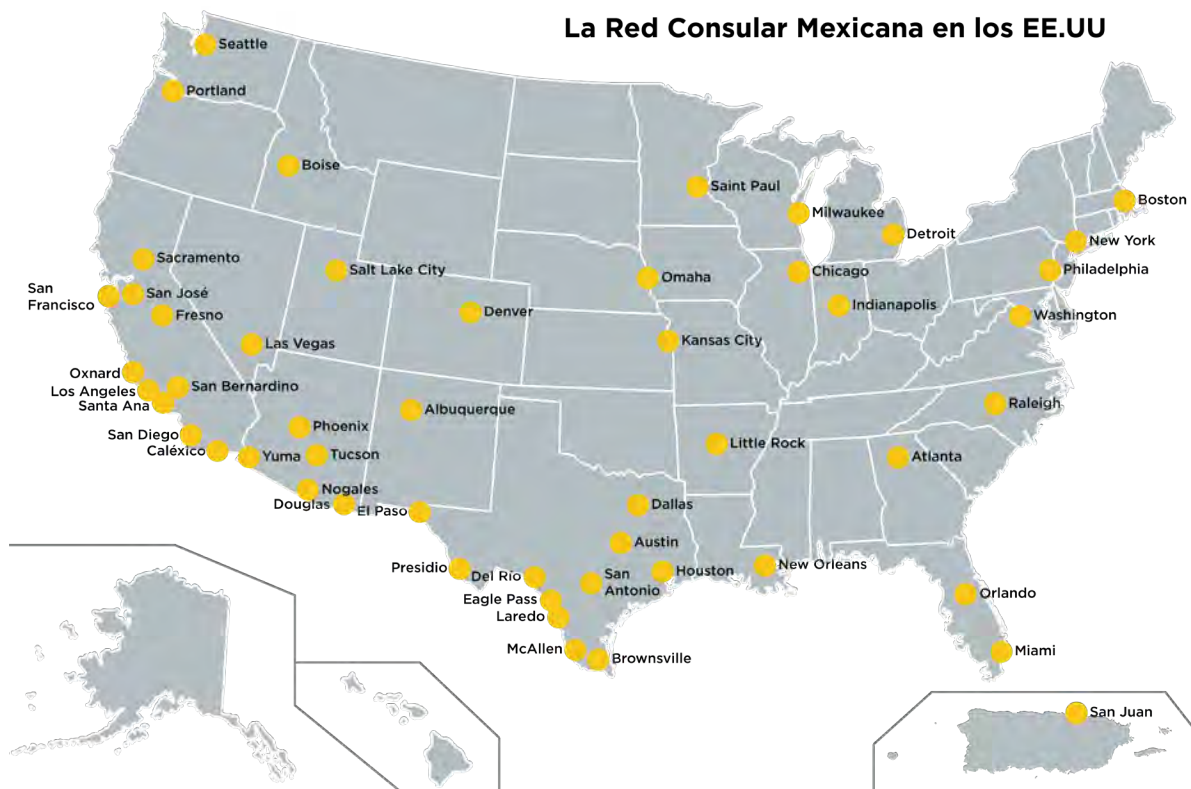 La Red Consular Mexicana en los EE.UU
Seattle
Portland
Boise
Saint Paul
Boston
Milwaukee
Detroit
New York
Sacramento
Salt Lake City
Omaha
Chicago
Philadelphia
San
Francisco
San José
Fresno
Denver
Indianapolis
Washington
Las Vegas
Kansas City
Oxnard
Los Angeles
Santa Ana
San Bernardino
Albuquerque
Raleigh
San Diego
Caléxico
Phoenix
Yuma
Tucson
Little Rock
Atlanta
Nogales
Douglas
El Paso
Dallas
Austin
Presidio
Del Río
San
Antonio
Houston
New Orleans
Eagle Pass
Laredo
Orlando
McAllen
Brownsville
Miami
San Juan